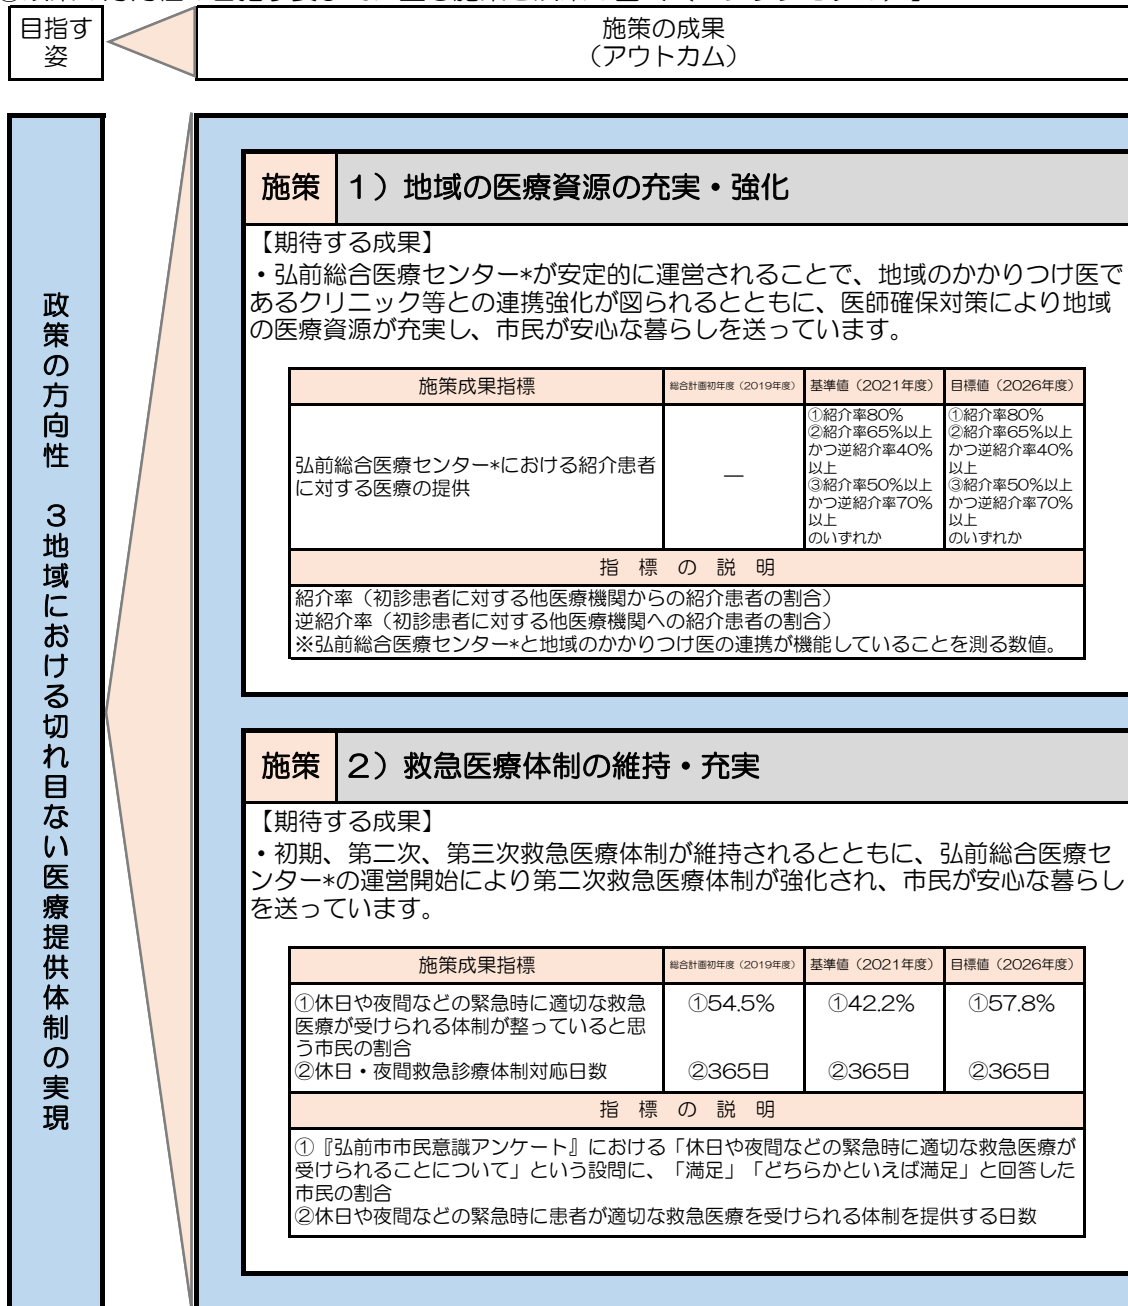 目指す
姿
施策の成果
（アウトカム）
政策の方向性　３地域における切れ目ない医療提供体制の実現
施策
１）地域の医療資源の充実・強化
【期待する成果】
・弘前総合医療センター*が安定的に運営されることで、地域のかかりつけ医で
あるクリニック等との連携強化が図られるとともに、医師確保対策により地域
の医療資源が充実し、市民が安心な暮らしを送っています。
施策成果指標
総合計画初年度（2019年度）
基準値（2021年度）
目標値（2026年度）
弘前総合医療センター*における紹介患者
に対する医療の提供
―
①紹介率80%
②紹介率65%以上
かつ逆紹介率40%
以上
③紹介率50%以上
かつ逆紹介率70%
以上
のいずれか
①紹介率80%
②紹介率65%以上
かつ逆紹介率40%
以上
③紹介率50%以上
かつ逆紹介率70%
以上
のいずれか
指　標　の　説　明
紹介率（初診患者に対する他医療機関からの紹介患者の割合）
逆紹介率（初診患者に対する他医療機関への紹介患者の割合）
※弘前総合医療センター*と地域のかかりつけ医の連携が機能していることを測る数値。
施策
２）救急医療体制の維持・充実
【期待する成果】
・初期、第二次、第三次救急医療体制が維持されるとともに、弘前総合医療セ
ンター*の運営開始により第二次救急医療体制が強化され、市民が安心な暮らし
を送っています。
施策成果指標
総合計画初年度（2019年度）
基準値（2021年度）
目標値（2026年度）
①休日や夜間などの緊急時に適切な救急
医療が受けられる体制が整っていると思
う市民の割合
②休日・夜間救急診療体制対応日数
①54.5%
②365日
①42.2%
②365日
①57.8%
②365日
指　標　の　説　明
①『弘前市市民意識アンケート』における「休日や夜間などの緊急時に適切な救急医療が
受けられることについて」という設問に、「満足」「どちらかといえば満足」と回答した
市民の割合
②休日や夜間などの緊急時に患者が適切な救急医療を受けられる体制を提供する日数